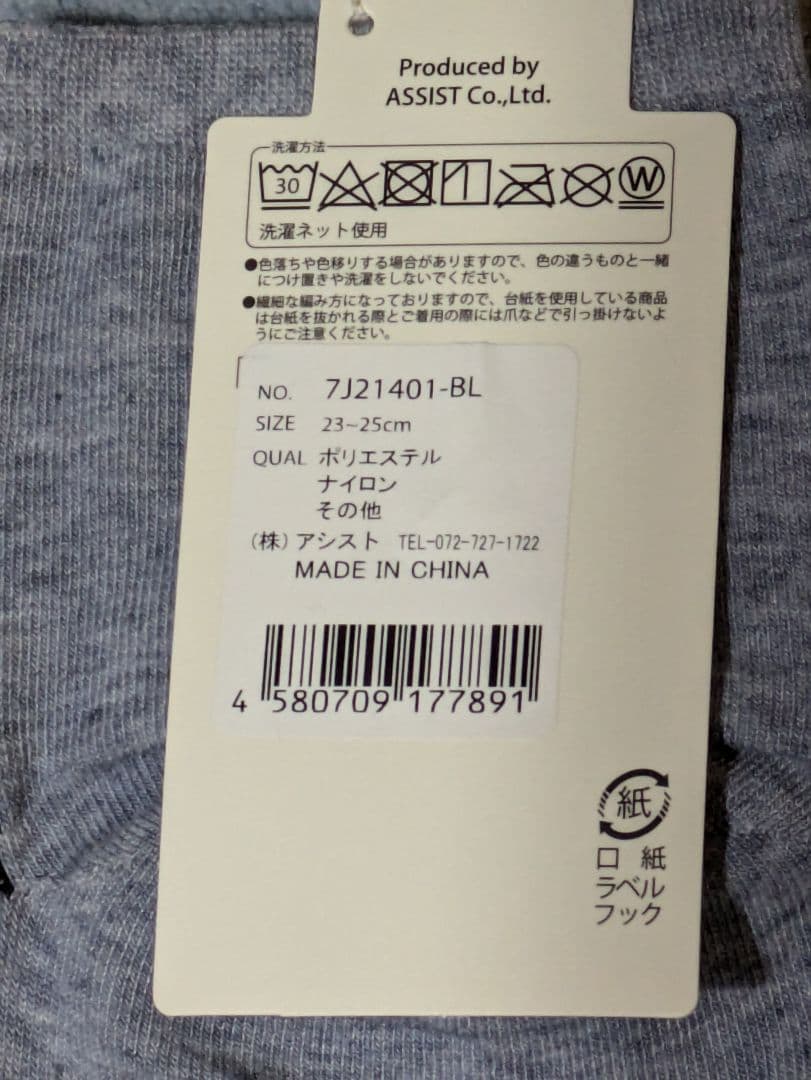 Produced by
ASSIST Co.,Ltd.
洗濯方法
30
W
洗濯ネット使用
●色落ちや色移りする場合がありますので、色の違うものと一緒
につけ置きや洗濯をしないでください。
●繊細な編み方になっておりますので、台紙を使用している商品
は台紙を抜かれる際とご着用の際には爪などで引っ掛けないよ
うにご注意ください。
NO. 7J21401-BL
SIZE 23~25cm
QUAL ポリエステル
ナイロン
その他
(株)アシスト TEL-072-727-1722
MADE IN CHINA
4 580709 177891
紙
口 紙
ラベル
フック